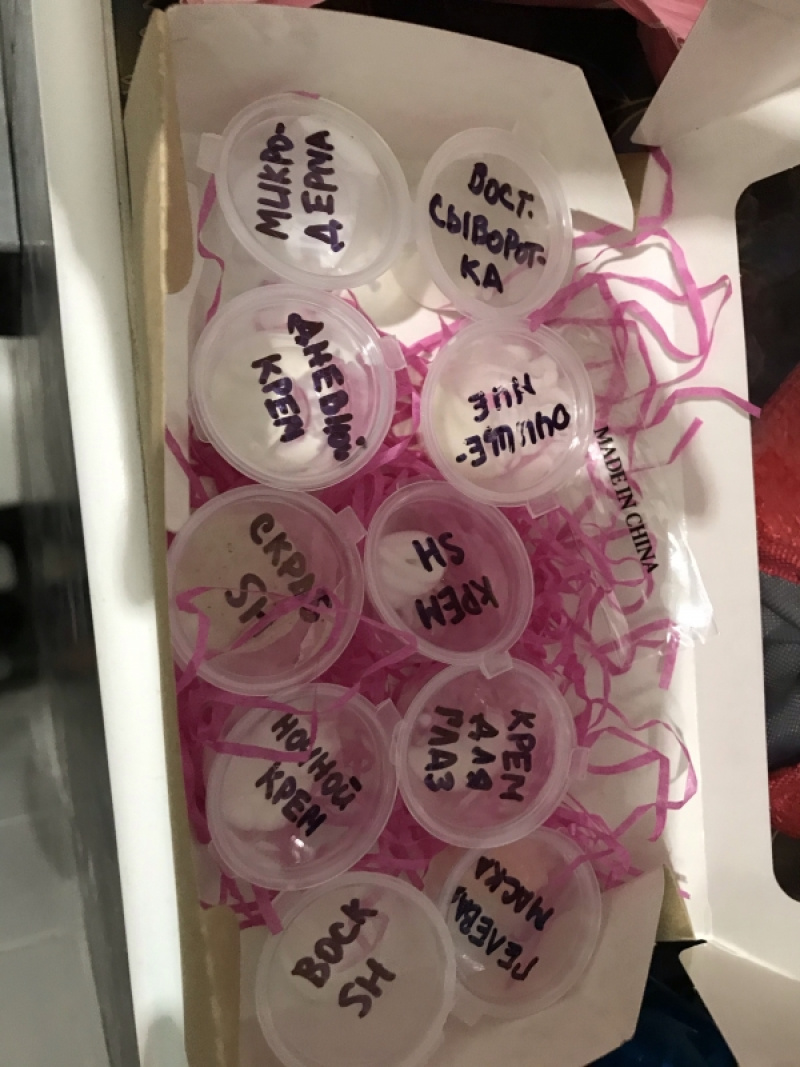 МИКРО-
ДЕРМА
ВОСТ.
СЫВОРОТ-
КА
ДНЕВНОЙ
КРЕМ
ОЧИЩЕ-
НИЕ
MADE IN CHINA
СКРАБ
SH
КРЕМ
SH
НОЧНОЙ
КРЕМ
КРЕМ
ДЛЯ
ГЛАЗ
ГЕЛЕВАЯ
МАСКА
ВОСК
SH